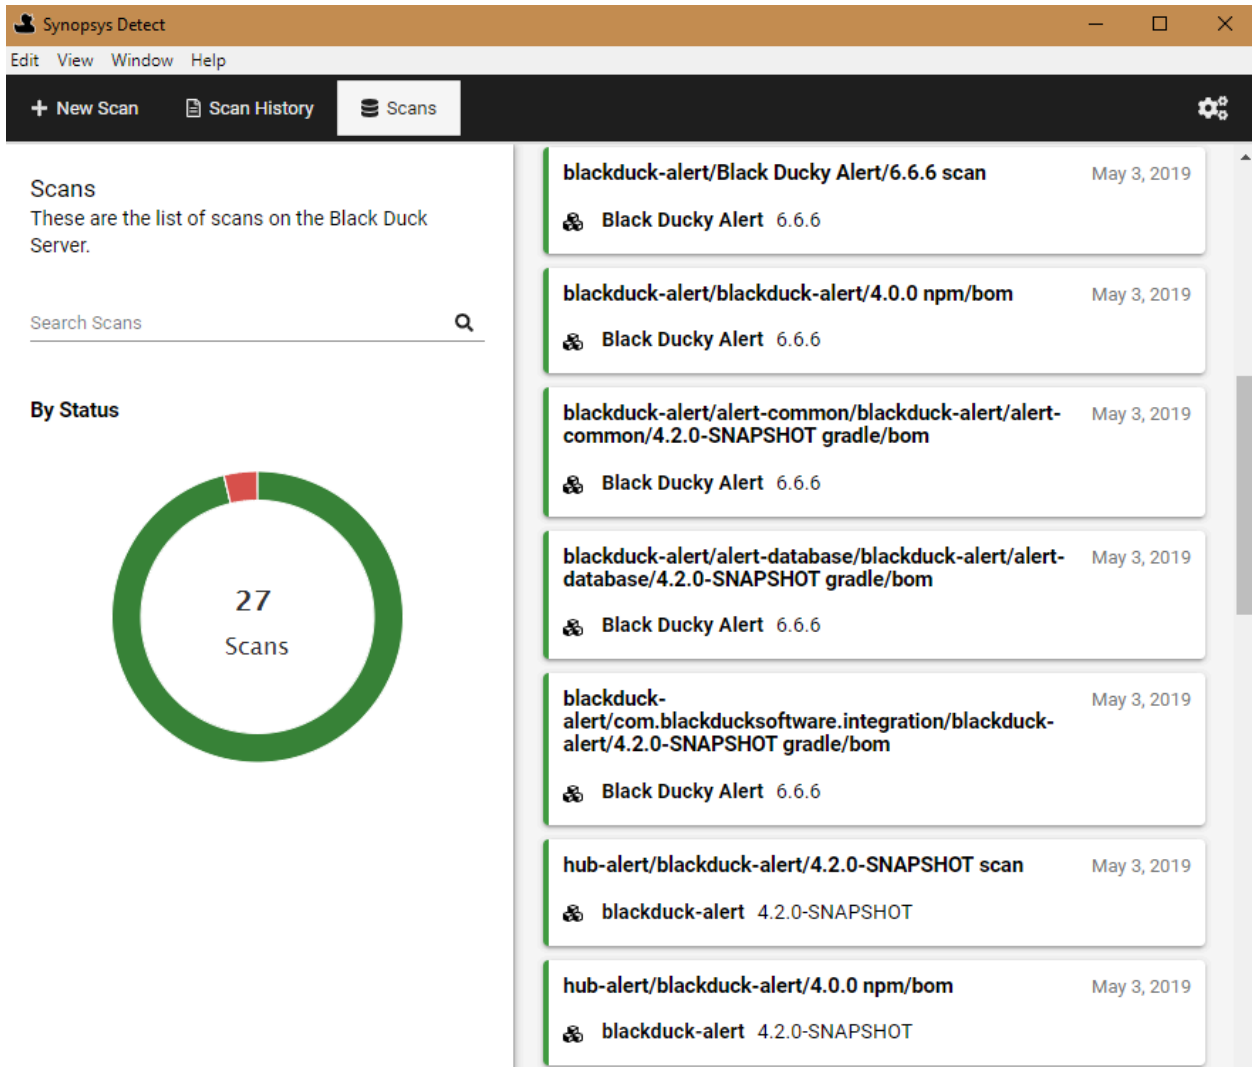 Synopsys Detect
Edit View Window Help
New Scan Scan History Scans
Scans
These are the list of scans on the Black Duck
Server.
Search Scans
By Status
27
Scans
blackduck-alert/Black Ducky Alert/6.6.6 scan May 3, 2019
Black Ducky Alert 6.6.6
blackduck-alert/blackduck-alert/4.0.0 npm/bom May 3, 2019
Black Ducky Alert 6.6.6
blackduck-alert/alert-common/blackduck-alert/alert- May 3, 2019
common/4.2.0-SNAPSHOT gradle/bom
Black Ducky Alert 6.6.6
blackduck-alert/alert-database/blackduck-alert/alert- May 3, 2019
database/4.2.0-SNAPSHOT gradle/bom
Black Ducky Alert 6.6.6
blackduck- May 3, 2019
alert/com.blackducksoftware.integration/blackduck-
alert/4.2.0-SNAPSHOT gradle/bom
Black Ducky Alert 6.6.6
hub-alert/blackduck-alert/4.2.0-SNAPSHOT scan May 3, 2019
blackduck-alert 4.2.0-SNAPSHOT
hub-alert/blackduck-alert/4.0.0 npm/bom May 3, 2019
blackduck-alert 4.2.0-SNAPSHOT